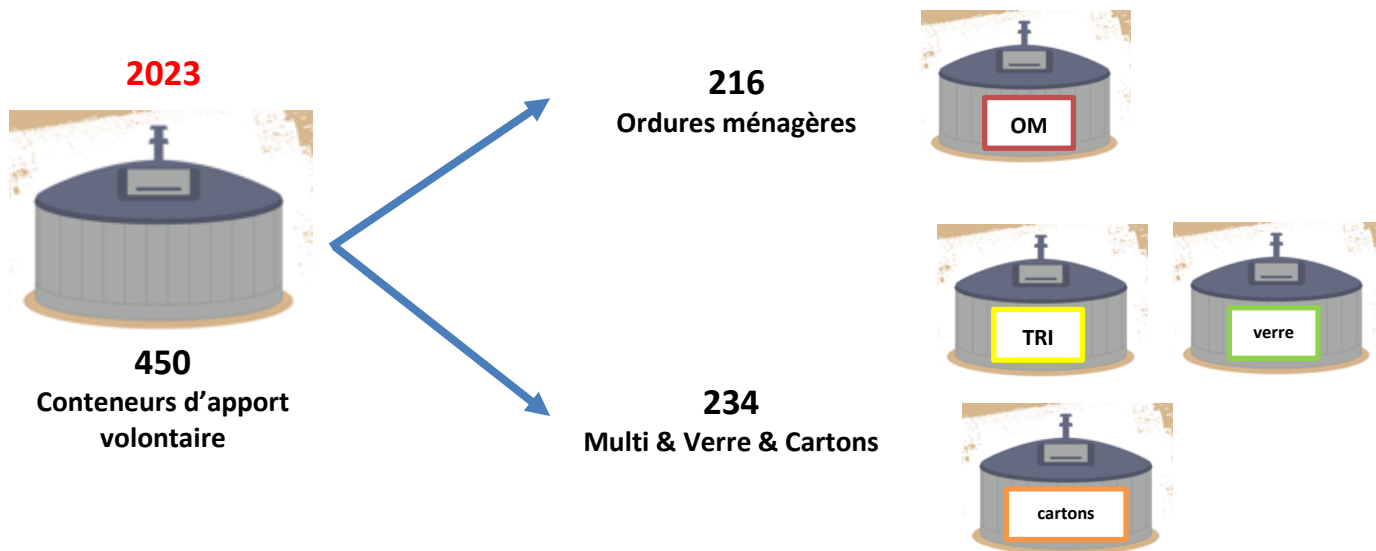 2023
450
Conteneurs d’apport
volontaire
216
Ordures ménagères
OM
234
Multi & Verre & Cartons
TRI
verre
cartons